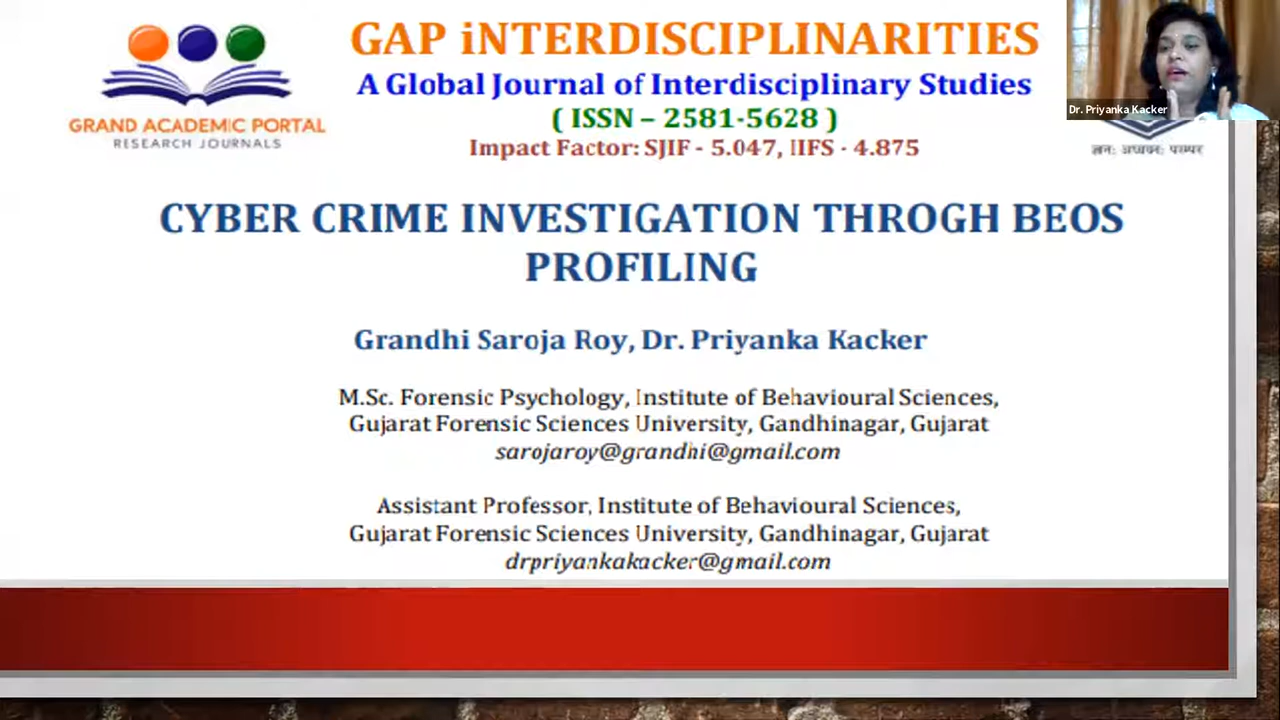 GAP iNTERDISCIPLINARITIES
A Global Journal of Interdisciplinary Studies
( ISSN – 2581-5628 )
Impact Factor: SJIF - 5.047, IIFS - 4.875
GRAND ACADEMIC PORTAL
RESEARCH JOURNALS
Dr. Priyanka Kacker
CYBER CRIME INVESTIGATION THROGH BEOS
PROFILING
Grandhi Saroja Roy, Dr. Priyanka Kacker
M.Sc. Forensic Psychology, Institute of Behavioural Sciences,
Gujarat Forensic Sciences University, Gandhinagar, Gujarat
sarojaroy@grandhi@gmail.com
Assistant Professor, Institute of Behavioural Sciences,
Gujarat Forensic Sciences University, Gandhinagar, Gujarat
drpriyankakacker@gmail.com